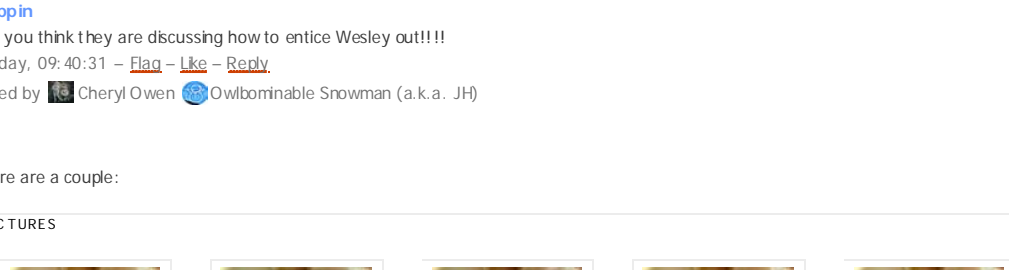 ppin
you think they are discussing how to entice Wesley out!!!!
day, 09:40:31 – Flag – Like – Reply
ed by Cheryl Owen Owlbominable Snowman (a.k.a. JH)
re are a couple:
CTURES